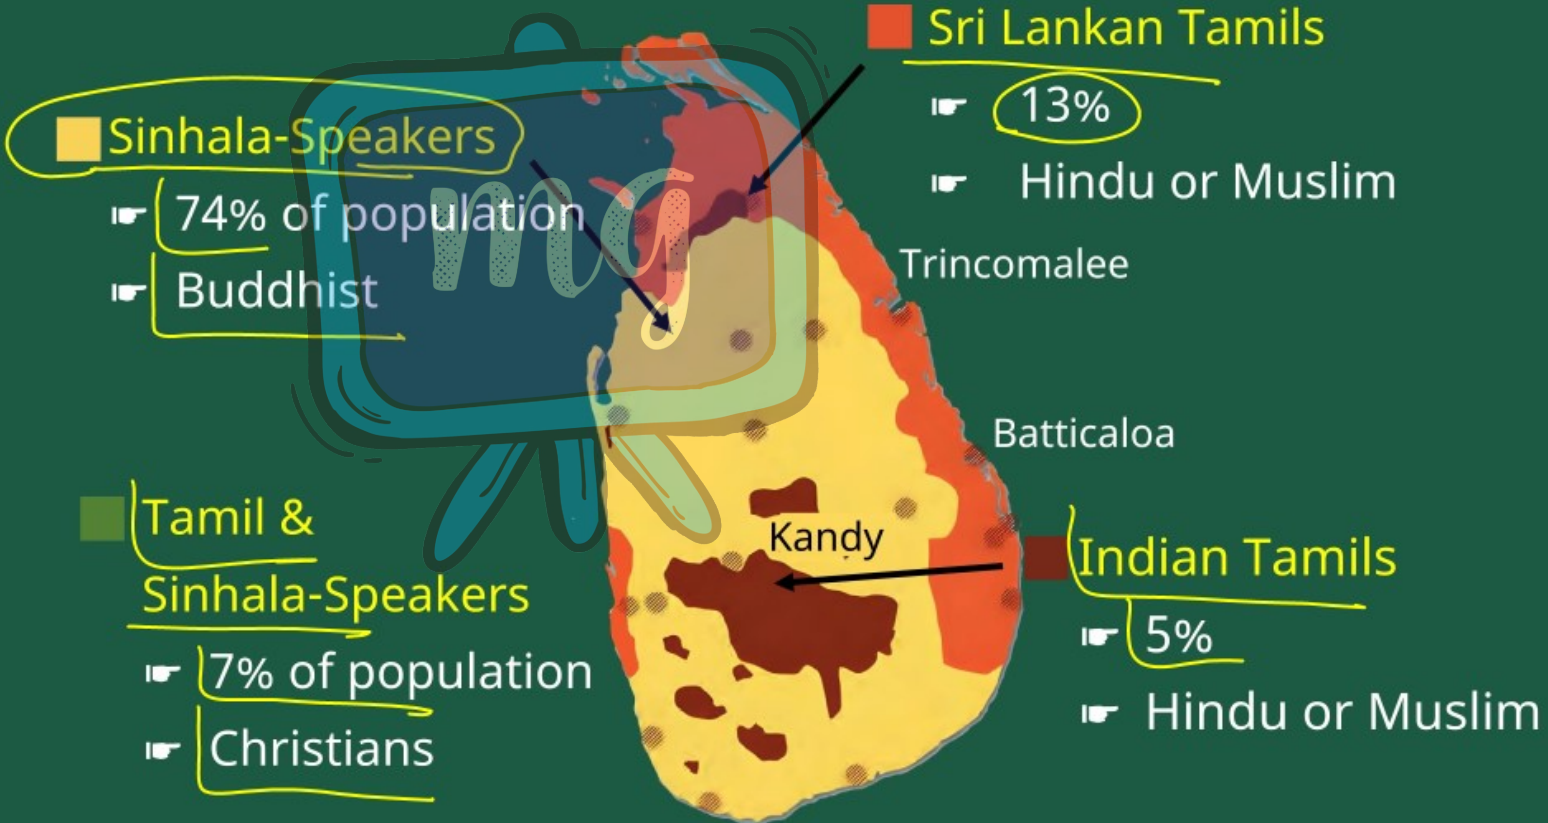 Sinhala-Speakers
74% of population
Buddhist
Sri Lankan Tamils
13%
Hindu or Muslim
Trincomalee
Batticaloa
Kandy
Tamil &
Sinhala-Speakers
7% of population
Christians
Indian Tamils
5%
Hindu or Muslim
mg